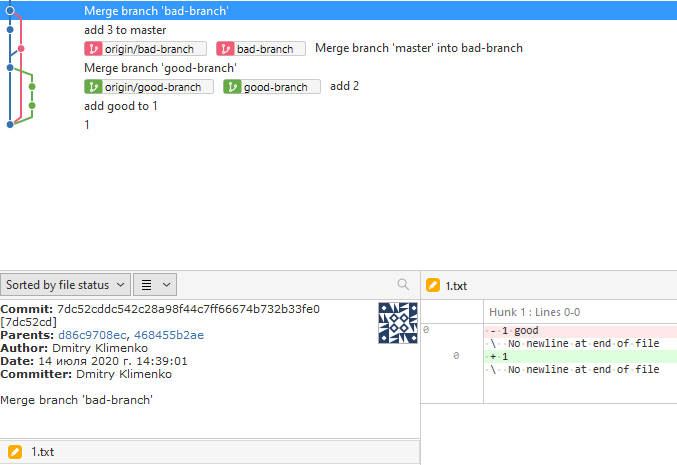 Merge branch 'bad-branch'
add 3 to master
origin/bad-branch bad-branch Merge branch 'master' into bad-branch
Merge branch 'good-branch'
origin/good-branch good-branch add 2
add good to 1
1
Sorted by file status
1.txt
Commit: 7dc52cddc542c28a98f44c7ff66674b732b33fe0
[7dc52cd]
Parents: d86c9708ec, 468455b2ae
Author: Dmitry Klimenko
Date: 14 июля 2020 г. 14:39:01
Committer: Dmitry Klimenko
Merge branch 'bad-branch'
1.txt
Hunk 1 : Lines 0-0
0 - 1 good
\ No newline at end of file
0 + 1
\ No newline at end of file